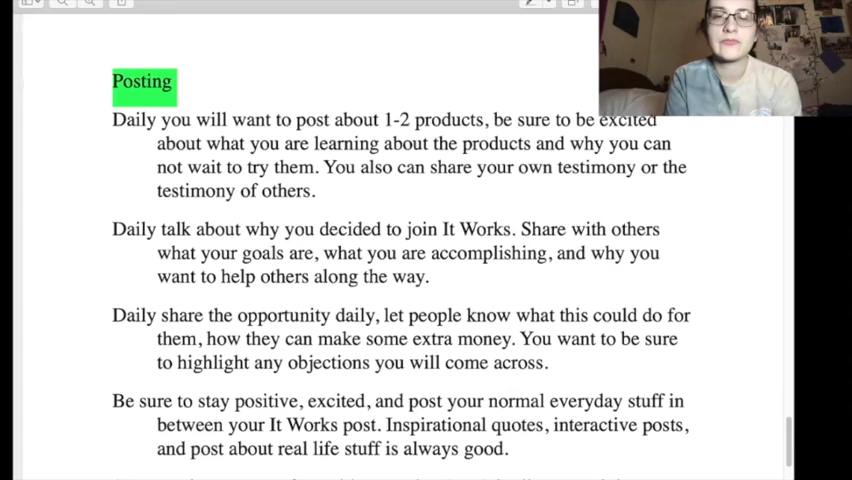 Posting
Daily you will want to post about 1-2 products, be sure to be excited
about what you are learning about the products and why you can
not wait to try them. You also can share your own testimony or the
testimony of others.
Daily talk about why you decided to join It Works. Share with others
what your goals are, what you are accomplishing, and why you
want to help others along the way.
Daily share the opportunity daily, let people know what this could do for
them, how they can make some extra money. You want to be sure
to highlight any objections you will come across.
Be sure to stay positive, excited, and post your normal everyday stuff in
between your It Works post. Inspirational quotes, interactive posts,
and post about real life stuff is always good.